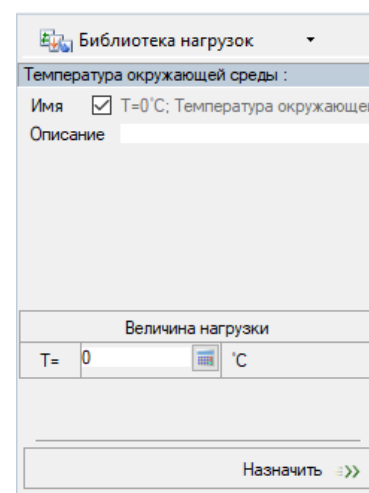 Библиотека нагрузок
Температура окружающей среды :
Имя T=0°C; Температура окружающе
Описание
Величина нагрузки
T= 0 °C
Назначить